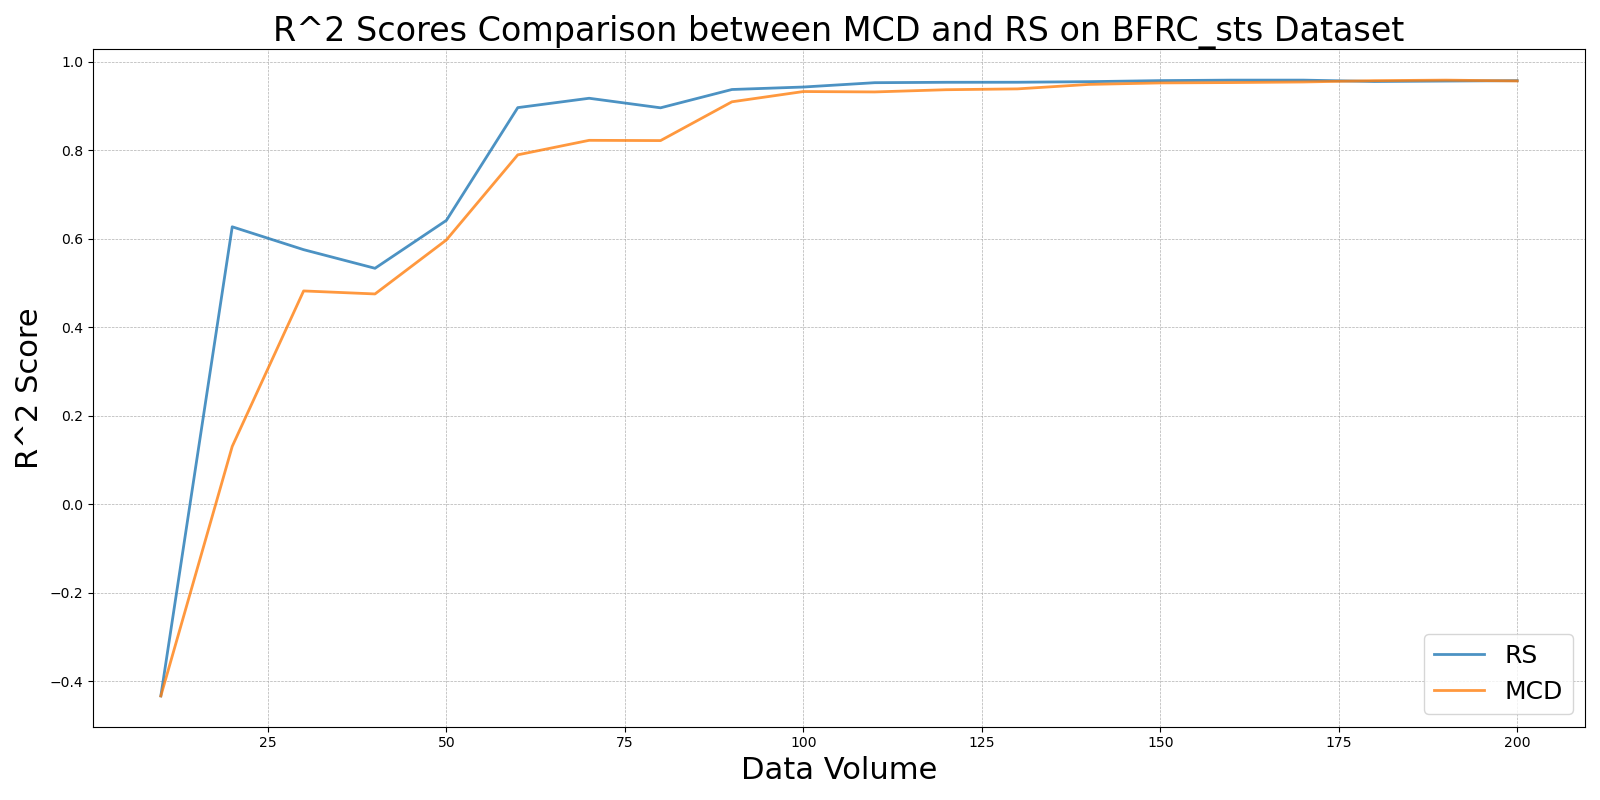 R^2 Scores Comparison between MCD and RS on BFRC_sts Dataset
R^2 Score
1.0
0.8
0.6
0.4
0.2
0.0
−0.2
−0.4
25 50 75 100 125 150 175 200
Data Volume
RS
MCD